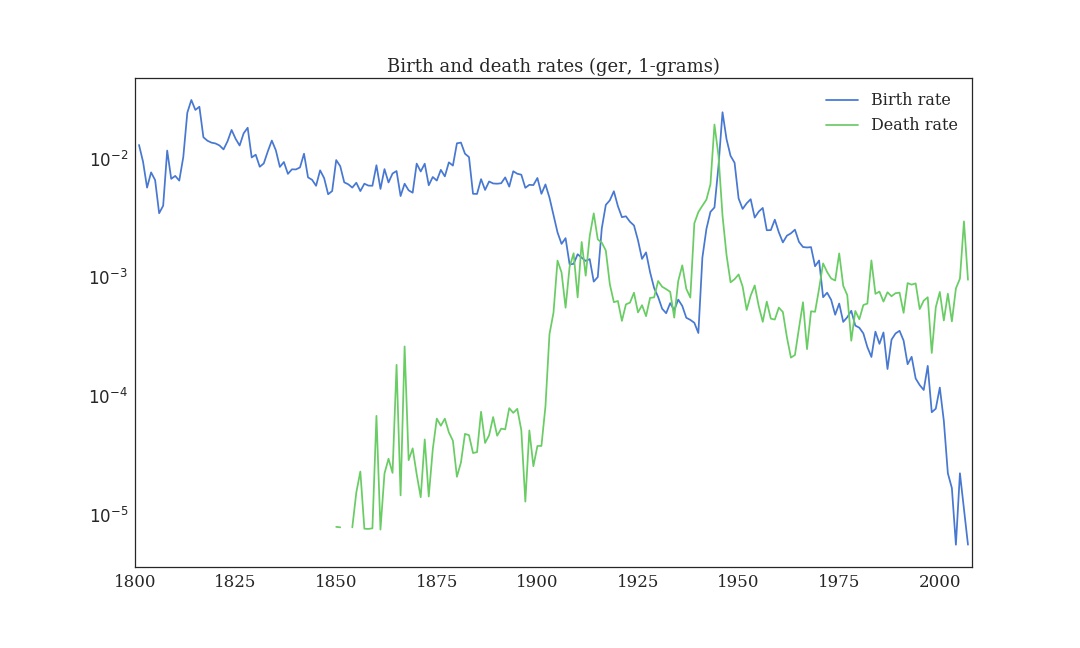 Birth and death rates (ger, 1-grams)
Birth rate
Death rate
10⁻²
10⁻³
10⁻⁴
10⁻⁵
1800 1825 1850 1875 1900 1925 1950 1975 2000